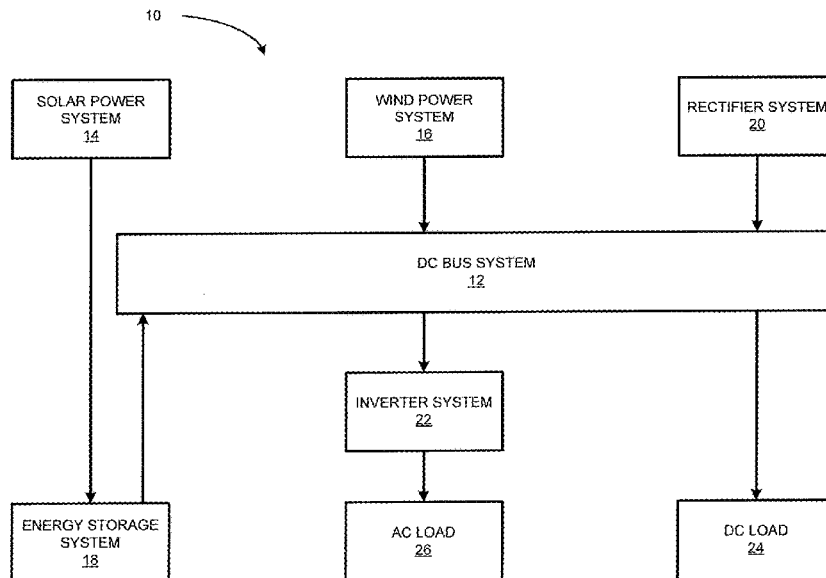 10
SOLAR POWER
SYSTEM
14
WIND POWER
SYSTEM
16
RECTIFIER SYSTEM
20
DC BUS SYSTEM
12
INVERTER SYSTEM
22
ENERGY STORAGE
SYSTEM
18
AC LOAD
26
DC LOAD
24